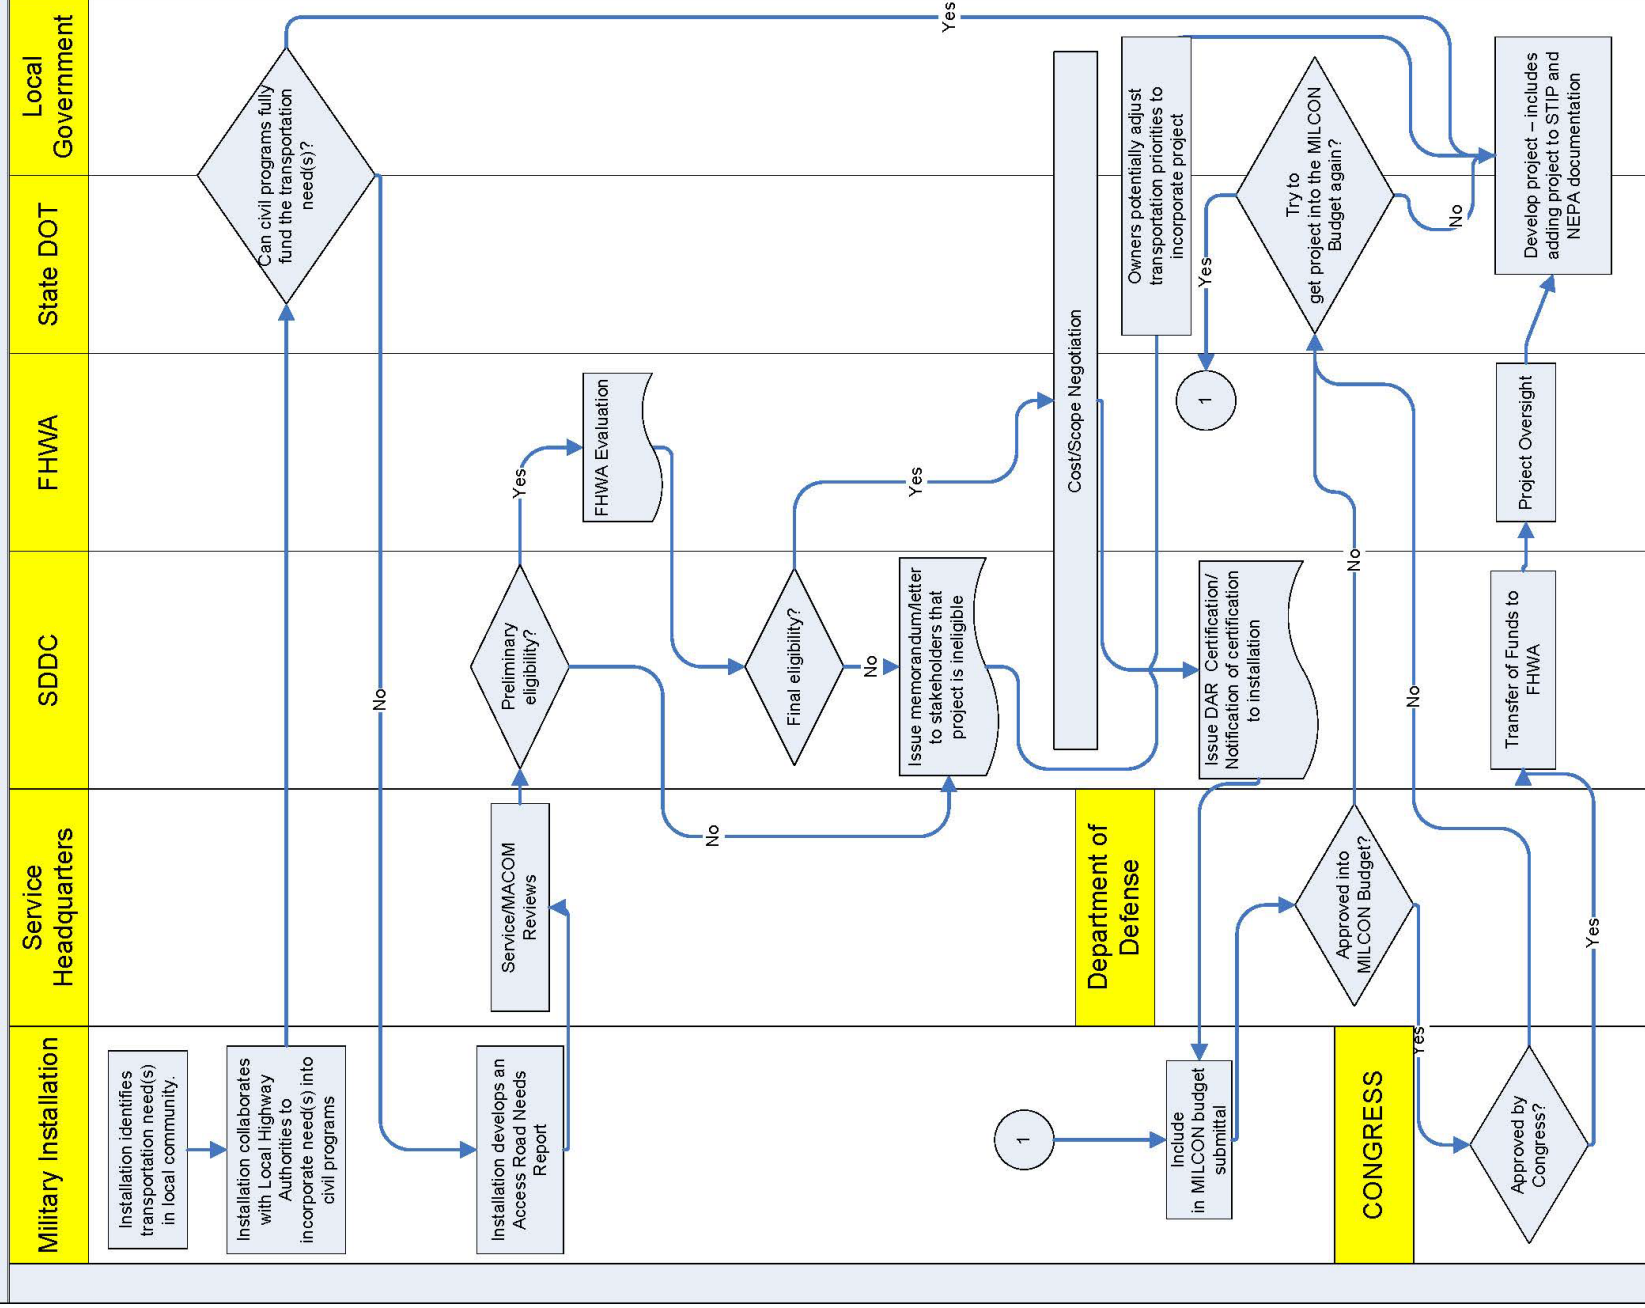 Military Installation
Service
Headquarters
SDDC
FHWA
State DOT
Local
Government
Installation identifies
transportation need(s)
in local community.
Installation collaborates
with Local Highway
Authorities to
incorporate need(s) into
civil programs
Can civil programs fully
fund the transportation
need(s)?
Yes
No
Installation develops an
Access Road Needs
Report
Service/MACOM
Reviews
Preliminary
eligibility?
Yes
No
FHWA Evaluation
Final eligibility?
Yes
No
Issue memorandum/letter
to stakeholders that
project is ineligible
Cost/Scope Negotiation
Owners potentially adjust
transportation priorities to
incorporate project
Department of
Defense
1
Include
in MILCON budget
submittal
Issue DAR Certification/
Notification of certification
to installation
1
Yes
Try to
get project into the MILCON
Budget again?
No
Approved into
MILCON Budget?
No
Yes
CONGRESS
Approved by
Congress?
No
Yes
Transfer of Funds to
FHWA
Project Oversight
Develop project – includes
adding project to STIP and
NEPA documentation